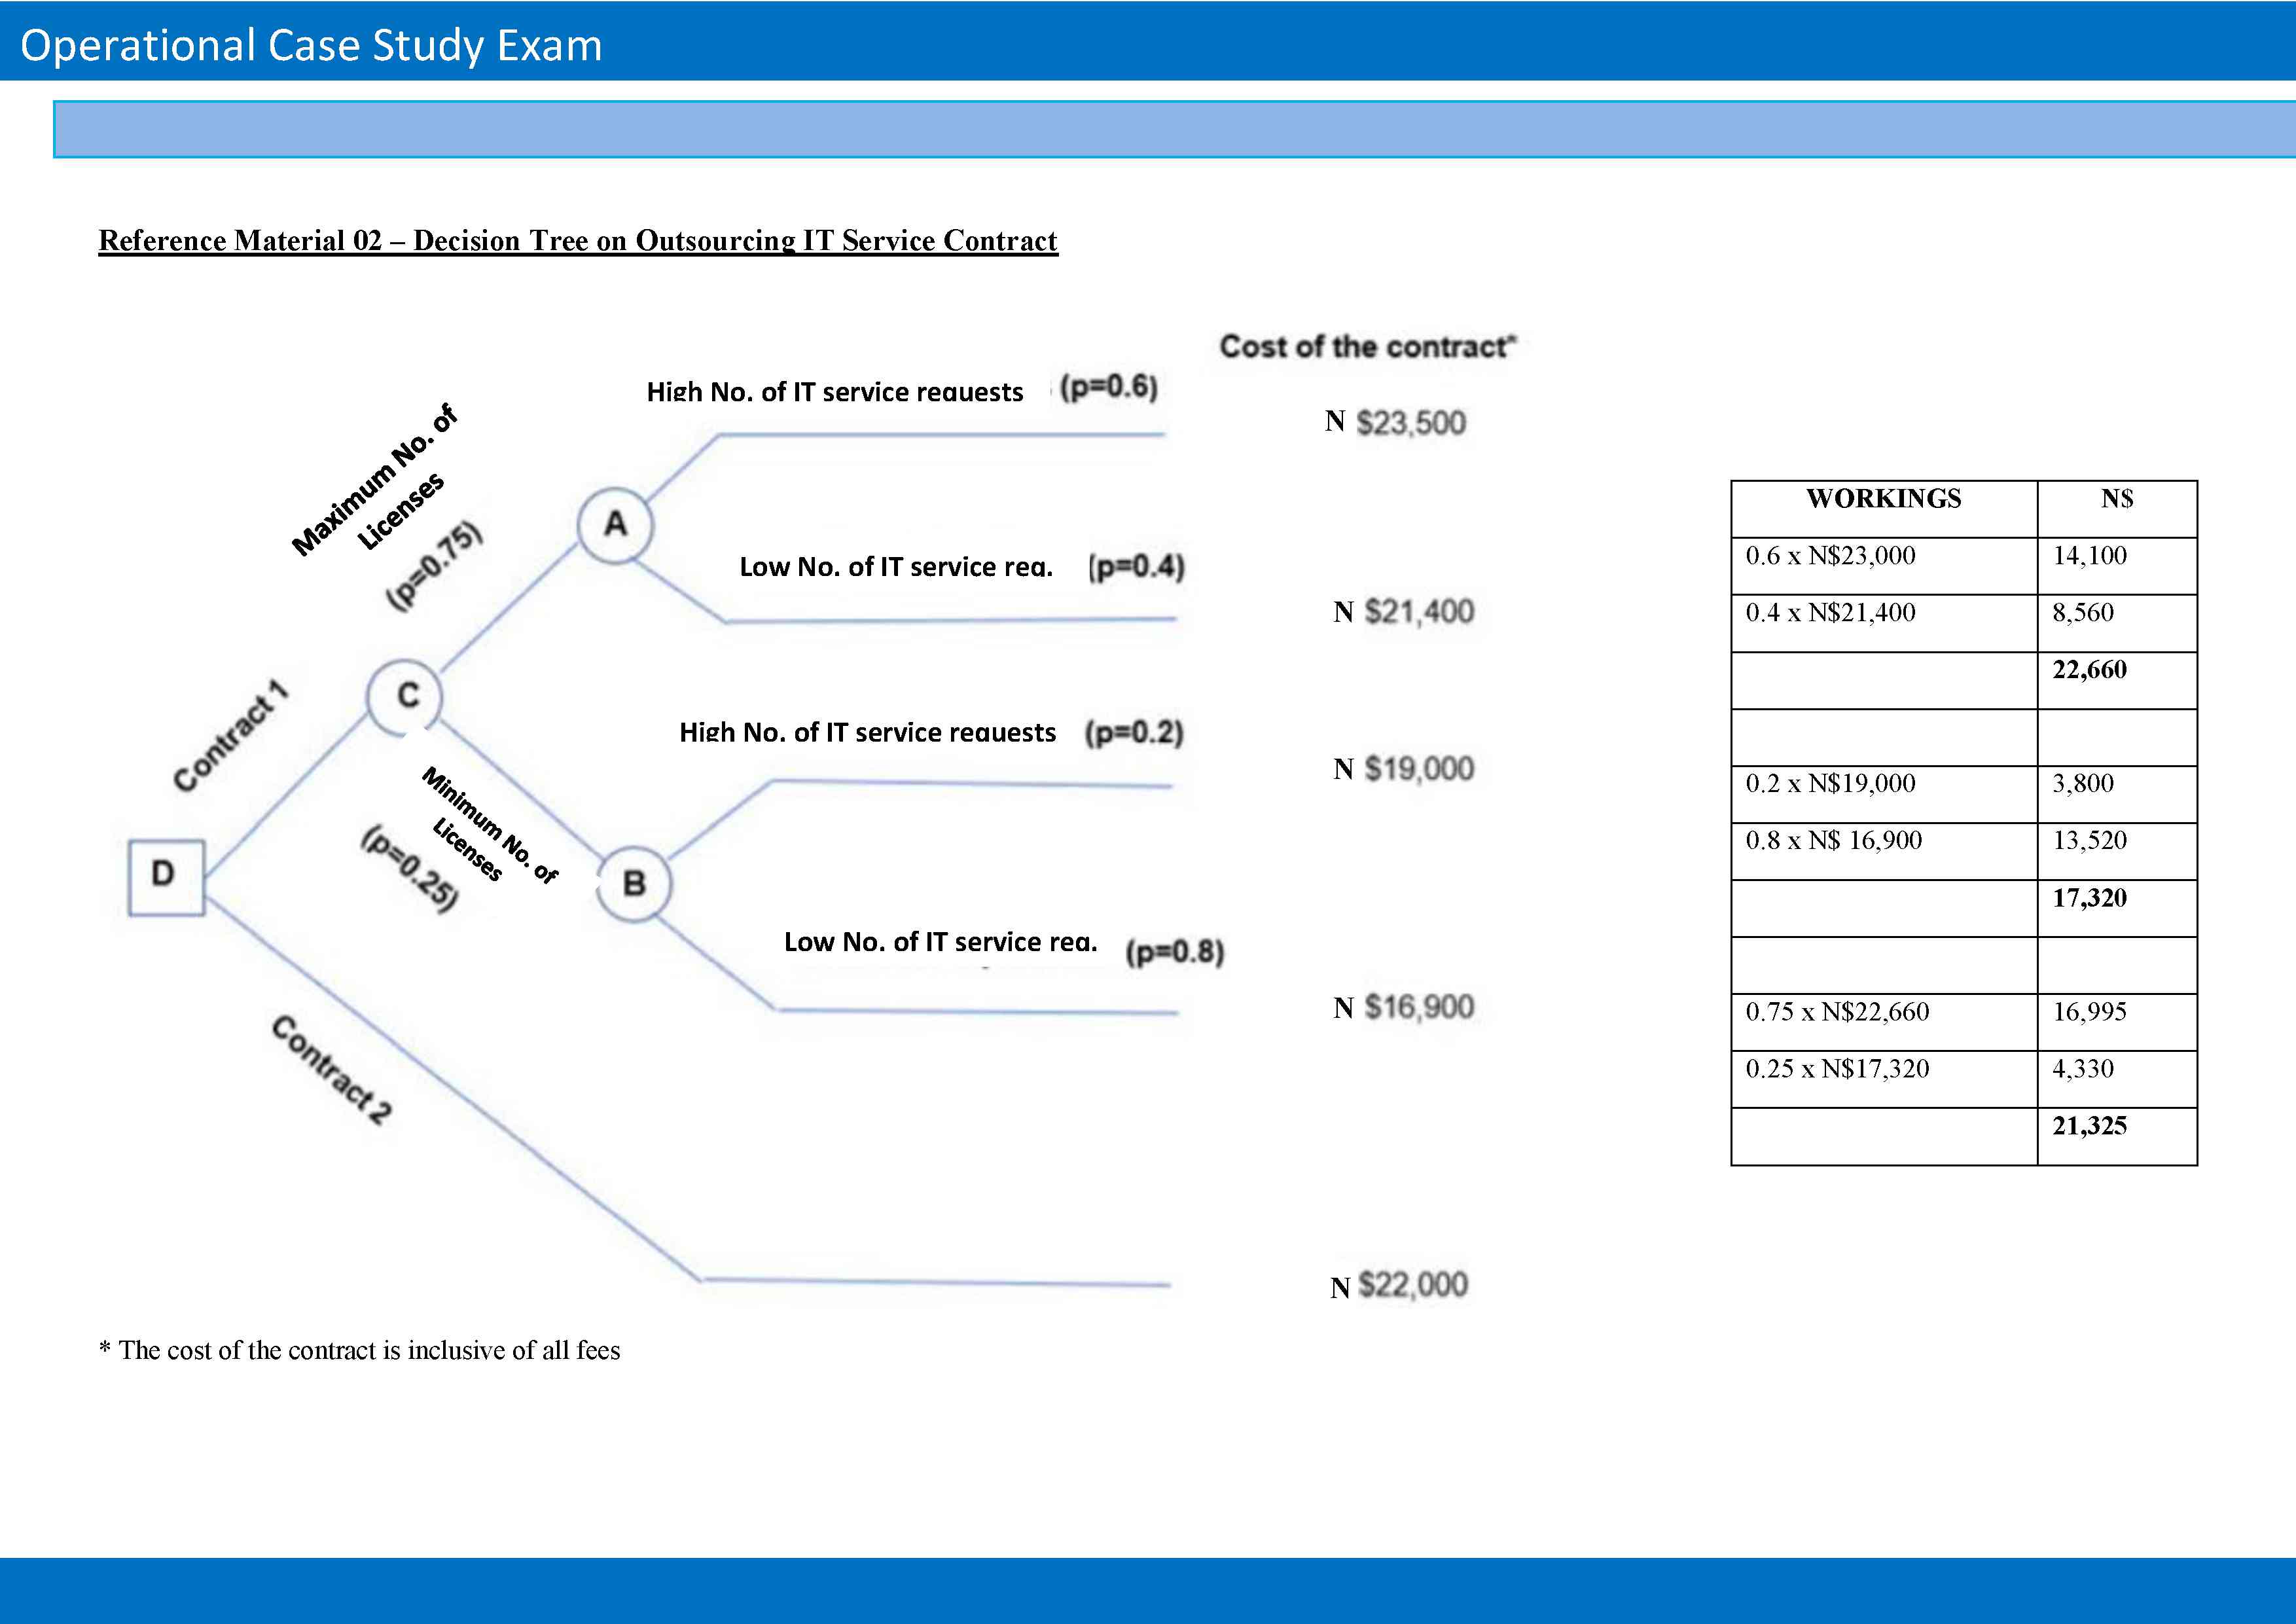 Operational Case Study Exam
Reference Material 02 – Decision Tree on Outsourcing IT Service Contract
Cost of the contract*
High No. of IT service requests (p=0.6)
N $23,500
Maximum No. of
Licenses
(p=0.75)
A
Low No. of IT service req. (p=0.4)
N $21,400
Contract 1
C
High No. of IT service requests (p=0.2)
N $19,000
Minimum No. of
Licenses
(p=0.25)
D
B
Low No. of IT service req. (p=0.8)
N $16,900
Contract 2
N $22,000
* The cost of the contract is inclusive of all fees
WORKINGS N$
0.6 x N$23,000 14,100
0.4 x N$21,400 8,560
22,660
0.2 x N$19,000 3,800
0.8 x N$ 16,900 13,520
17,320
0.75 x N$22,660 16,995
0.25 x N$17,320 4,330
21,325